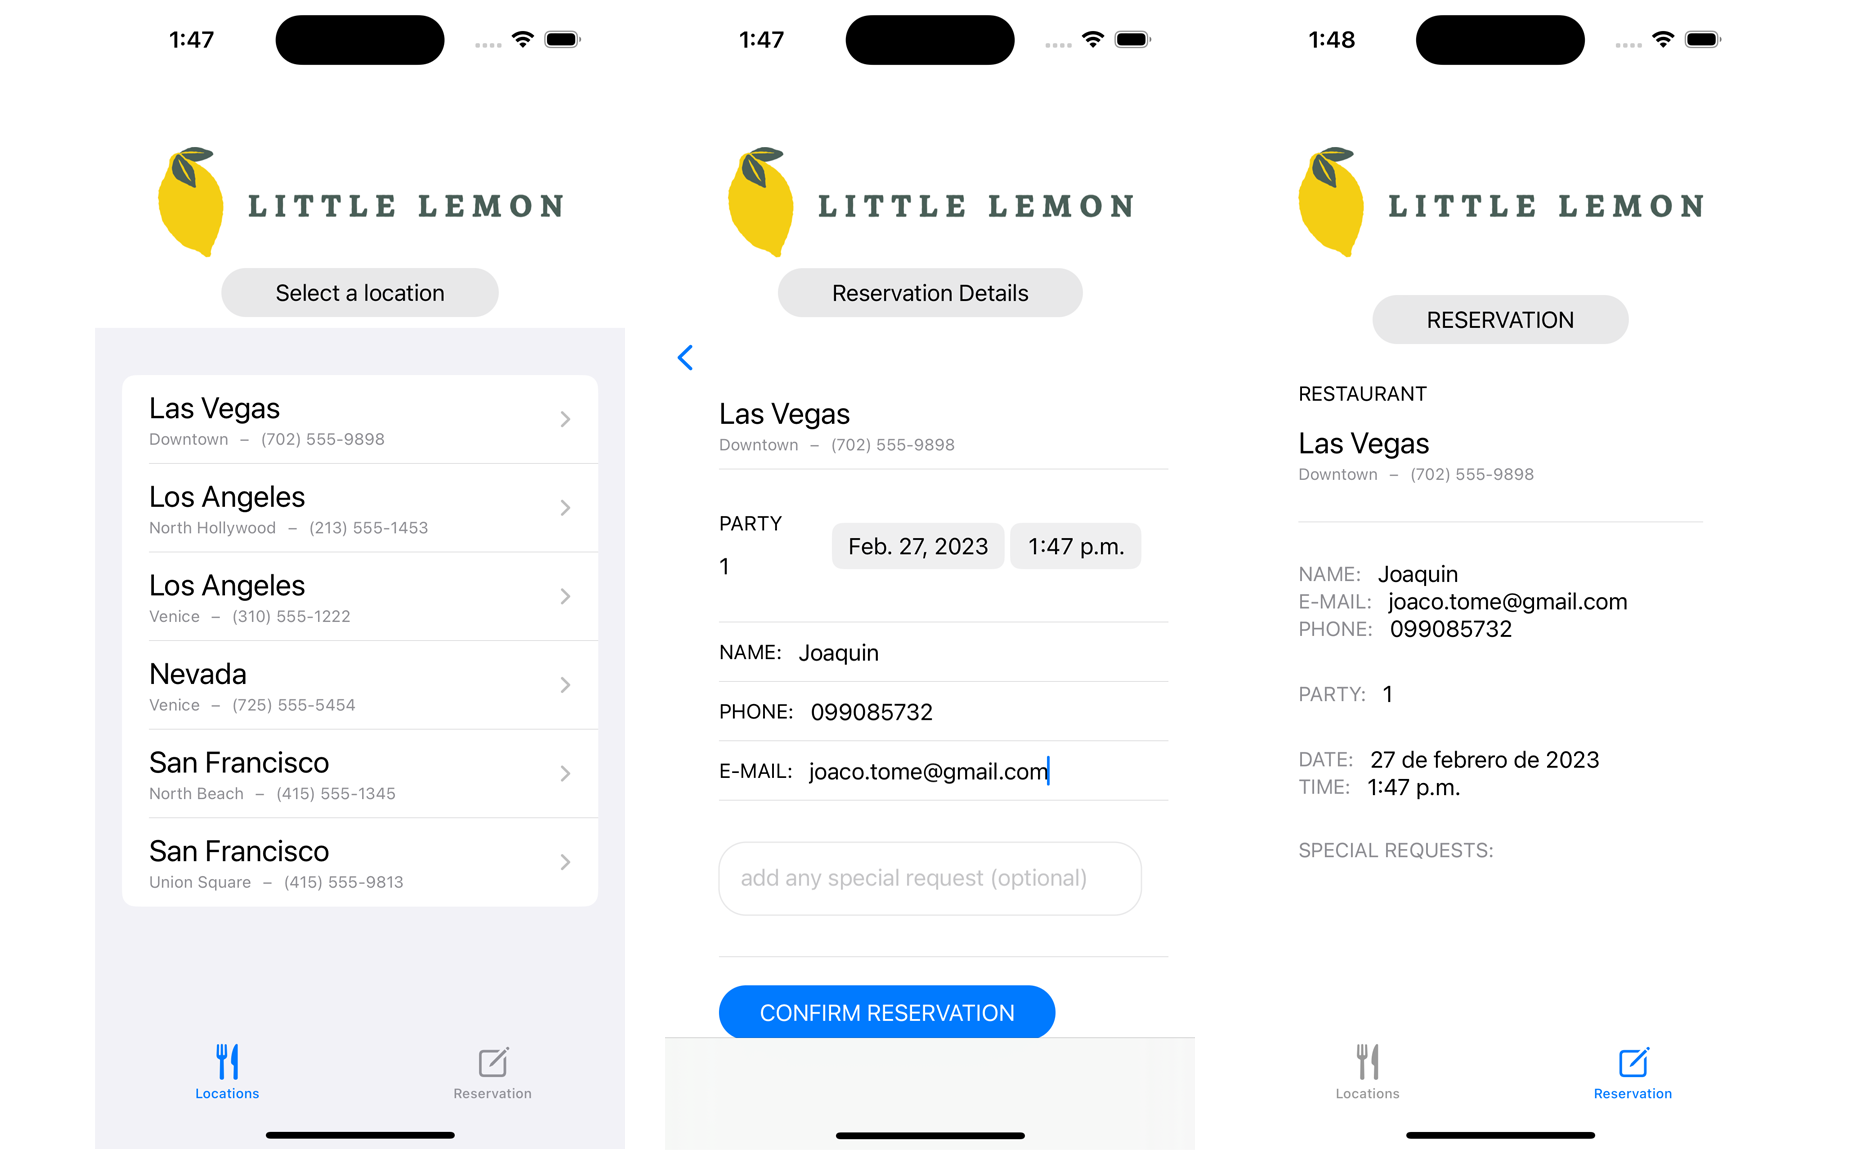 1:47
LITTLE LEMON
Select a location
Las Vegas
Downtown – (702) 555-9898
Los Angeles
North Hollywood – (213) 555-1453
Los Angeles
Venice – (310) 555-1222
Nevada
Venice – (725) 555-5454
San Francisco
North Beach – (415) 555-1345
San Francisco
Union Square – (415) 555-9813
Locations
Reservation
1:47
LITTLE LEMON
Reservation Details
Las Vegas
Downtown – (702) 555-9898
PARTY
1
Feb. 27, 2023
1:47 p.m.
NAME: Joaquin
PHONE: 099085732
E-MAIL: joaco.tome@gmail.com
add any special request (optional)
CONFIRM RESERVATION
1:48
LITTLE LEMON
RESERVATION
RESTAURANT
Las Vegas
Downtown – (702) 555-9898
NAME: Joaquin
E-MAIL: joaco.tome@gmail.com
PHONE: 099085732
PARTY: 1
DATE: 27 de febrero de 2023
TIME: 1:47 p.m.
SPECIAL REQUESTS:
Locations
Reservation